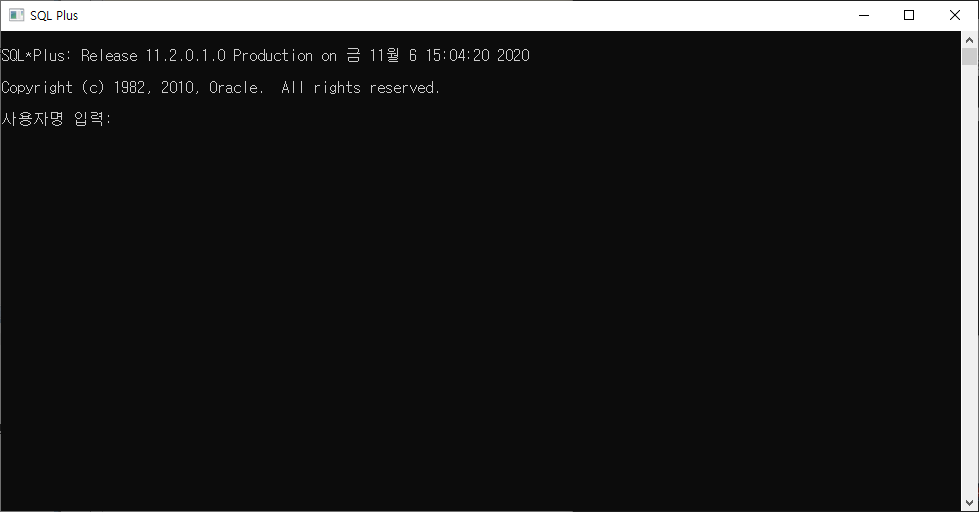 SQL Plus
SQL*Plus: Release 11.2.0.1.0 Production on 금 11월 6 15:04:20 2020
Copyright (c) 1982, 2010, Oracle.  All rights reserved.
사용자명 입력: